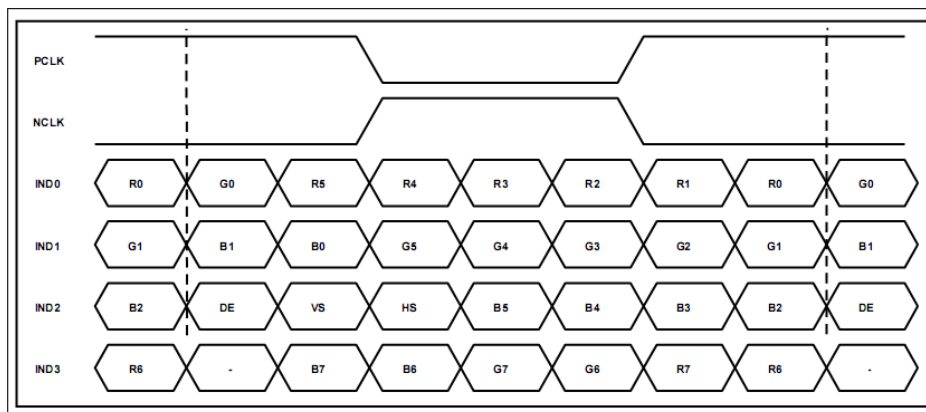 PCLK
NCLK
IND0 R0 G0 R5 R4 R3 R2 R1 R0 G0
IND1 G1 B1 B0 G5 G4 G3 G2 G1 B1
IND2 B2 DE VS HS B5 B4 B3 B2 DE
IND3 R6 - B7 B6 G7 G6 R7 R6 -